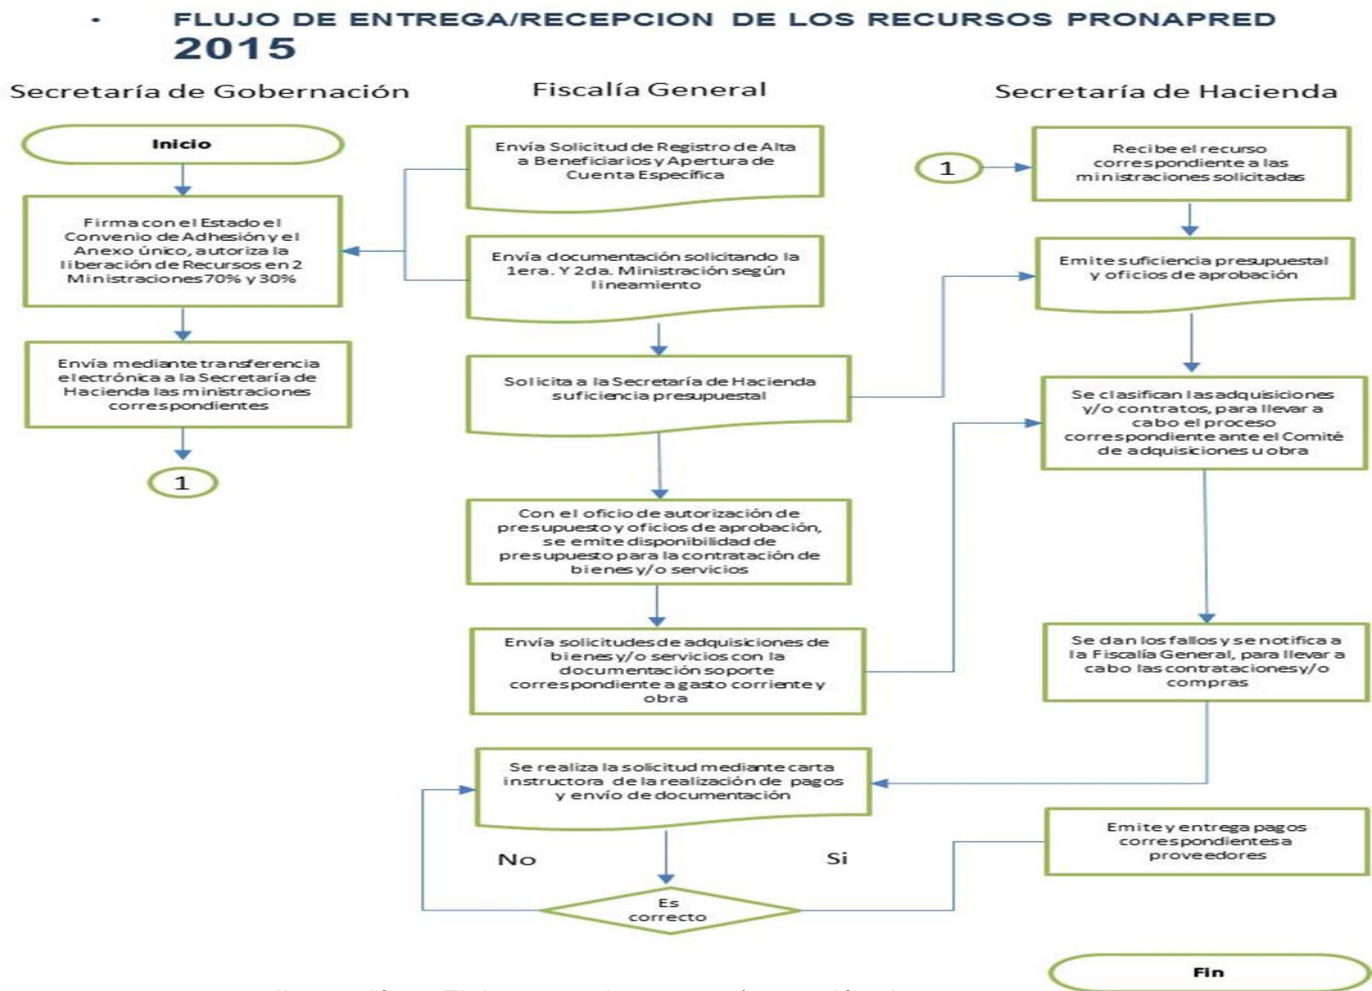 • FLUJO DE ENTREGA/RECEPCION DE LOS RECURSOS PRONAPRED
2015
Secretaría de Gobernación
Inicio
Firma con el Estado el
Convenio de Adhesión y el
Anexo único, autoriza la
liberación de Recursos en 2
Ministraciones 70% y 30%
Envía mediante transferencia
electrónica a la Secretaría de
Hacienda las ministraciones
correspondientes
1
Fiscalía General
Envía Solicitud de Registro de Alta
a Beneficiarios y Apertura de
Cuenta Específica
Envía documentación solicitando la
1era. Y 2da. Ministración según
lineamiento
Solicita a la Secretaría de Hacienda
suficiencia presupuestal
Con el oficio de autorización de
presupuesto y oficios de aprobación,
se emite disponibilidad de
presupuesto para la contratación de
bienes y/o servicios
Envía solicitudes de adquisiciones de
bienes y/o servicios con la
documentación soporte
correspondiente a gasto corriente y
obra
Se realiza la solicitud mediante carta
instructora de la realización de pagos
y envío de documentación
No
Si
Es
correcto
Secretaría de Hacienda
1
Recibe el recurso
correspondiente a las
ministraciones solicitadas
Emite suficiencia presupuestal
y oficios de aprobación
Se clasifican las adquisiciones
y/o contratos, para llevar a
cabo el proceso
correspondiente ante el Comité
de adquisiciones u obra
Se dan los fallos y se notifica a
la Fiscalía General, para llevar a
cabo las contrataciones y/o
compras
Emite y entrega pagos
correspondientes a
proveedores
Fin